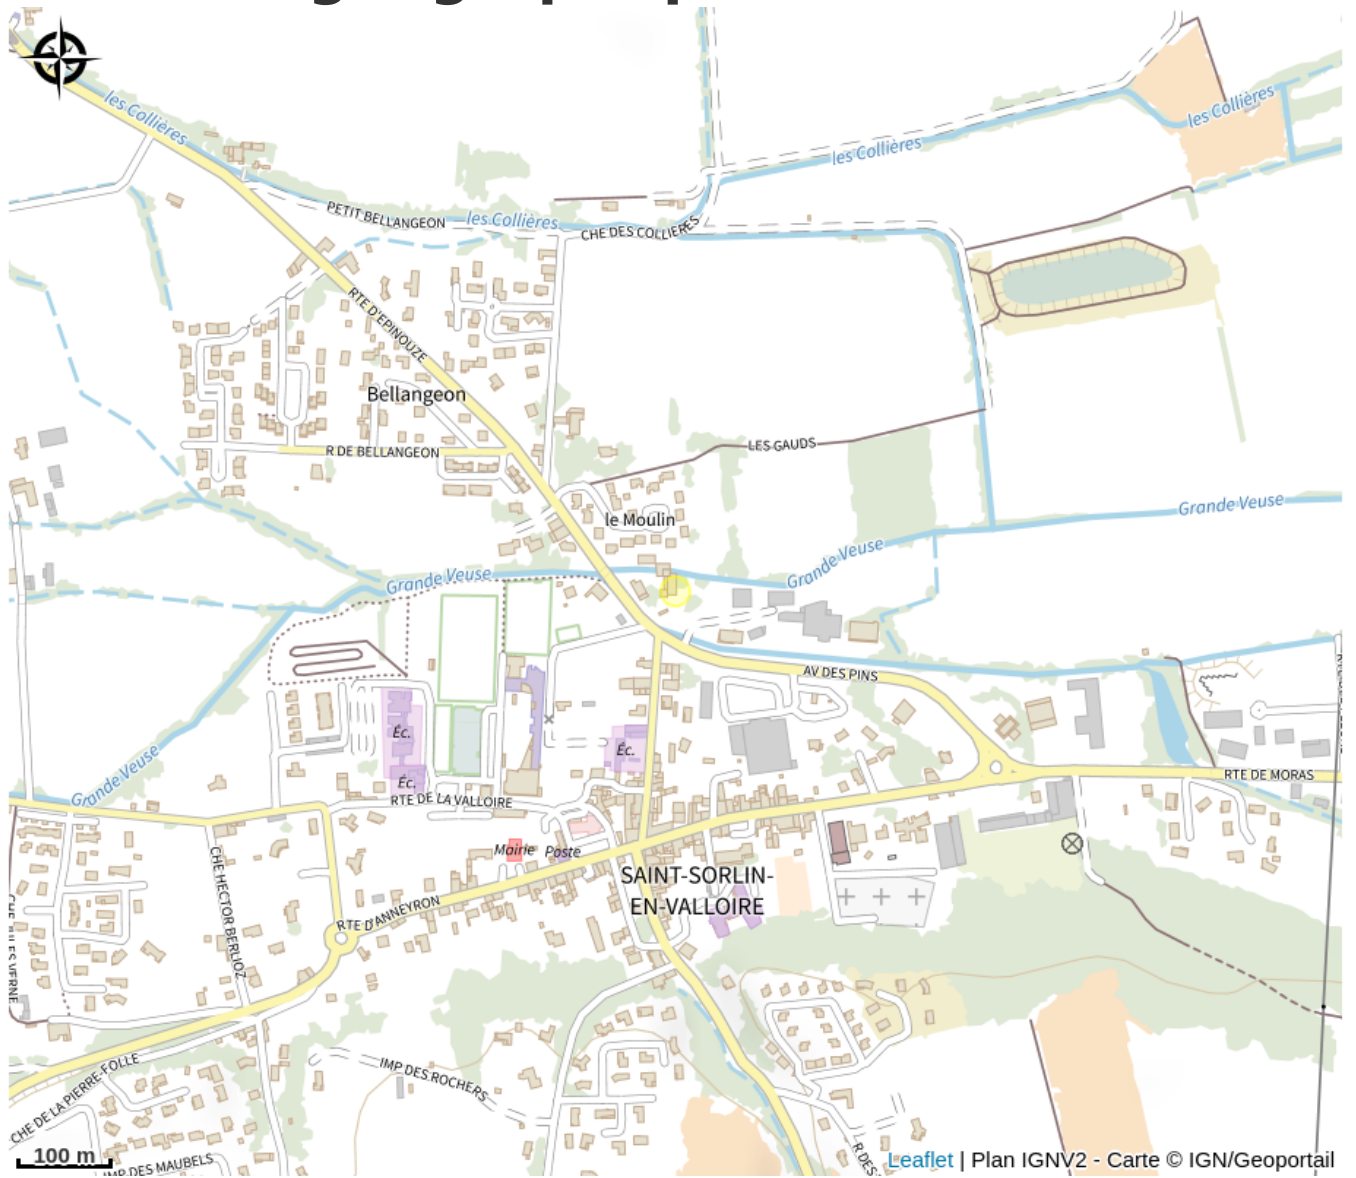 les Collières
les Collières
les Collières
PETIT BELLANGEON
les Collières
CHE DES COLLIERES
RTE D'EPINOUZE
Bellangeon
LES GAUDS
R DE BELLANGEON
Grande Veuse
le Moulin
Grande Veuse
Grande Veuse
AV DES PINS
Éc.
Éc.
Grande Veuse
Éc.
RTE DE MORAS
RTE DE LA VALLOIRE
Mairie Poste
SAINT-SORLIN-
EN-VALLOIRE
CHE HECTOR BERLIOZ
RTE D'ANNEYRON
IMP DES ROCHERS
CHE DE LA PIERRE-FOLLE
100 m
IMP DES MAUBELS
R DES
Leaflet | Plan IGNV2 - Carte © IGN/Geoportail